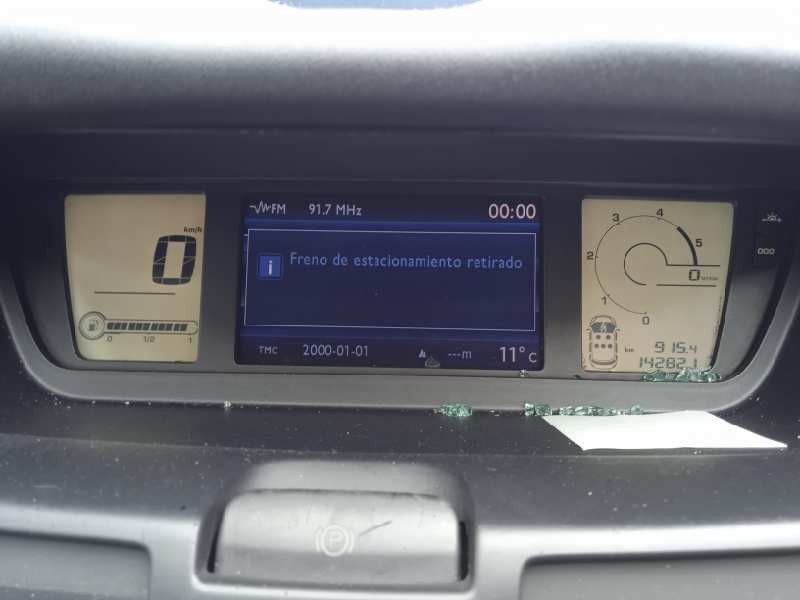 FM 91.7 MHz 00:00
km/h
0
0 1/2 1
i Freno de estacionamiento retirado
TMC 2000-01-01 ---m 11°C
4
3
5
2
0
1
0
km 915.4
142821
P